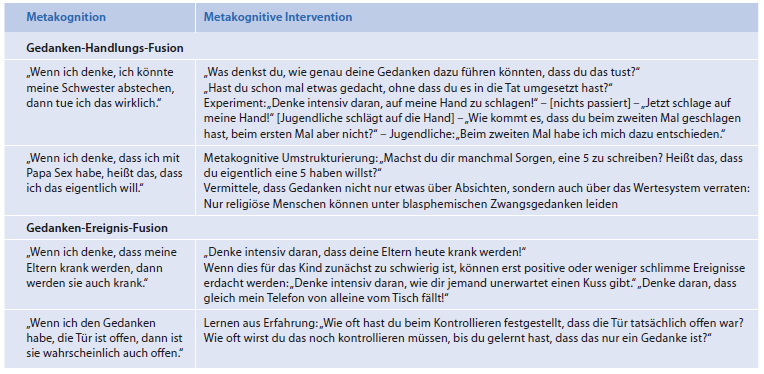 Metakognition
Metakognitive Intervention
Gedanken-Handlungs-Fusion
„Wenn ich denke, ich könnte
meine Schwester abstechen,
dann tue ich das wirklich.“
„Was denkst du, wie genau deine Gedanken dazu führen könnten, dass du das tust?“
„Hast du schon mal etwas gedacht, ohne dass du es in die Tat umgesetzt hast?“
Experiment: „Denke intensiv daran, auf meine Hand zu schlagen!“ – [nichts passiert] – „Jetzt schlage auf
meine Hand!“ [Jugendliche schlägt auf die Hand] – „Wie kommt es, dass du beim zweiten Mal geschlagen
hast, beim ersten Mal aber nicht?“ – Jugendliche: „Beim zweiten Mal habe ich mich dazu entschieden.“
„Wenn ich denke, dass ich mit
Papa Sex habe, heißt das, dass
ich das eigentlich will.“
Metakognitive Umstrukturierung: „Machst du dir manchmal Sorgen, eine 5 zu schreiben? Heißt das, dass
du eigentlich eine 5 haben willst?“
Vermittele, dass Gedanken nicht nur etwas über Absichten, sondern auch über das Wertesystem verraten:
Nur religiöse Menschen können unter blasphemischen Zwangsgedanken leiden
Gedanken-Ereignis-Fusion
„Wenn ich denke, dass meine
Eltern krank werden, dann
werden sie auch krank.“
„Denke intensiv daran, dass deine Eltern heute krank werden!“
Wenn dies für das Kind zunächst zu schwierig ist, können erst positive oder weniger schlimme Ereignisse
erdacht werden: „Denke intensiv daran, wie dir jemand unerwartet einen Kuss gibt.“ „Denke daran, dass
gleich mein Telefon von alleine vom Tisch fällt!“
„Wenn ich den Gedanken
habe, die Tür ist offen, dann ist
sie wahrscheinlich auch offen.“
Lernen aus Erfahrung: „Wie oft hast du beim Kontrollieren festgestellt, dass die Tür tatsächlich offen war?
Wie oft wirst du das noch kontrollieren müssen, bis du gelernt hast, dass das nur ein Gedanke ist?“